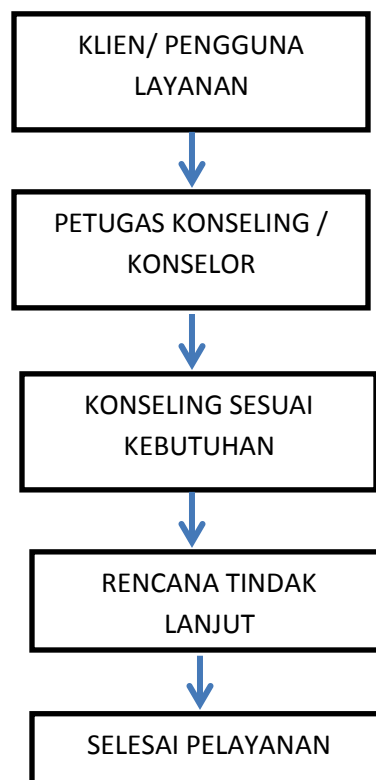 KLIEN/ PENGGUNA
LAYANAN
PETUGAS KONSELING /
KONSELOR
KONSELING SESUAI
KEBUTUHAN
RENCANA TINDAK
LANJUT
SELESAI PELAYANAN